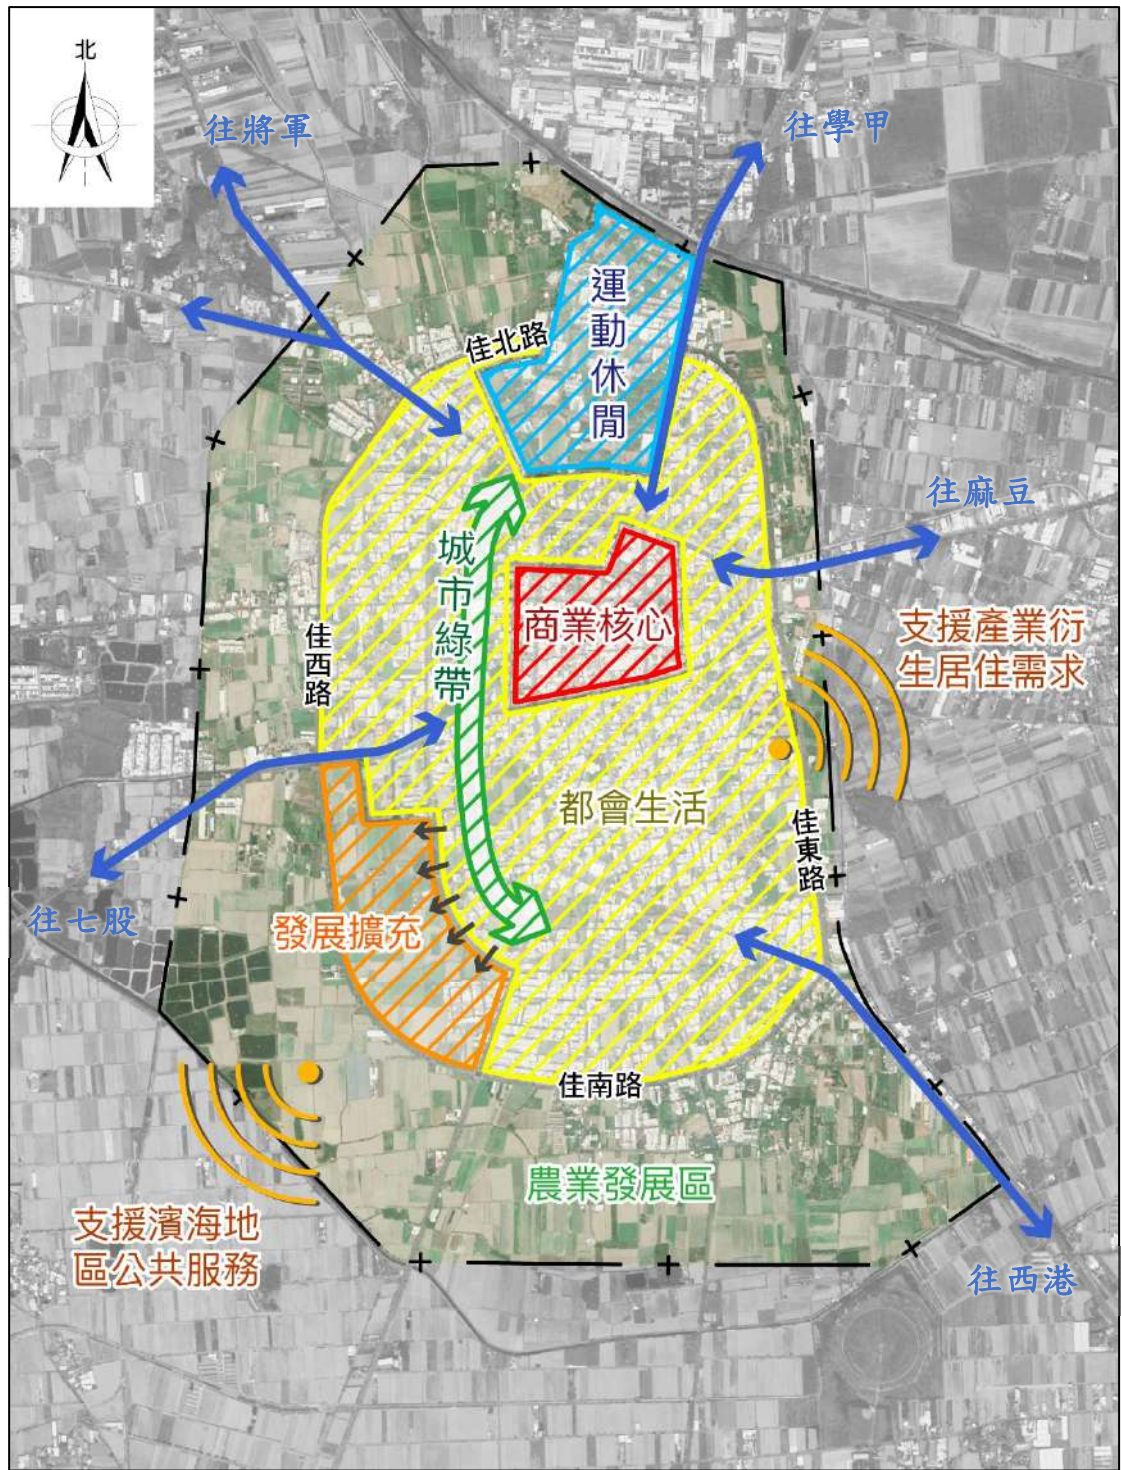 北
往將軍
往學甲
運動休閒
佳北路
往麻豆
城市綠帶
商業核心
支援產業衍
生居住需求
佳西路
都會生活
佳東路
往七股
發展擴充
佳南路
農業發展區
支援濱海地
區公共服務
往西港